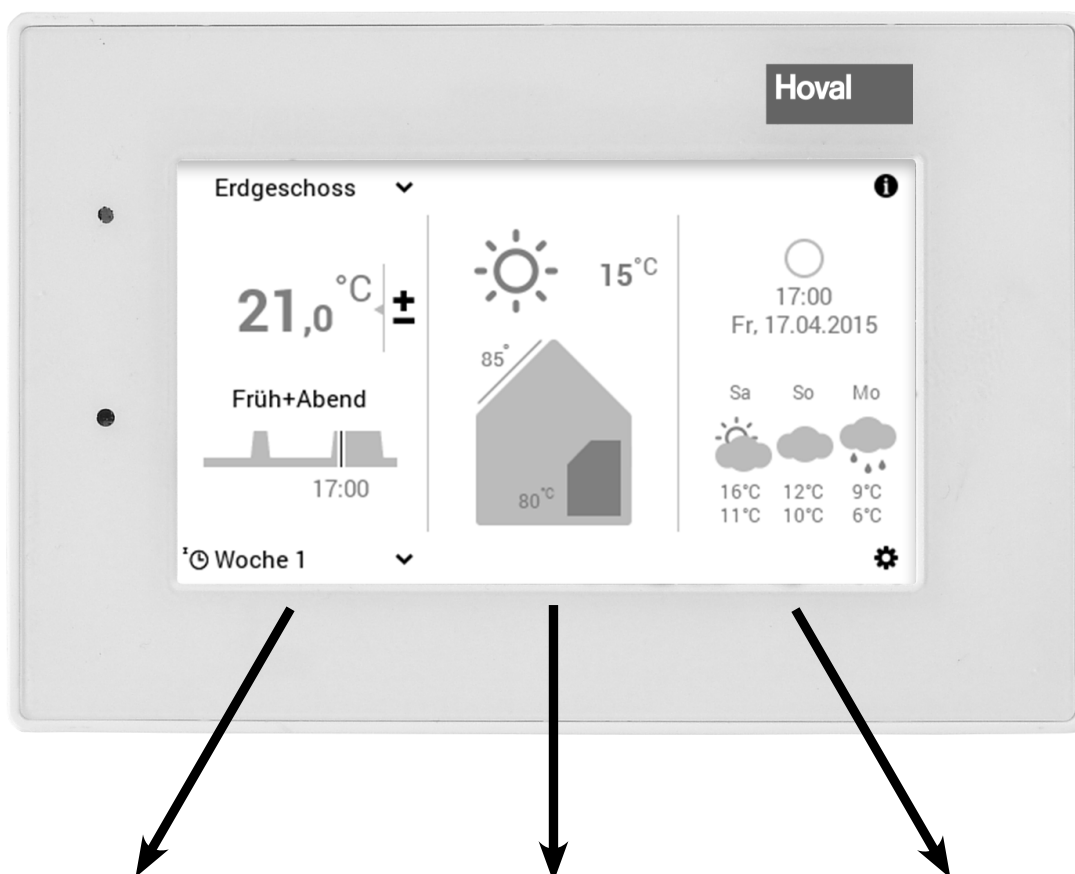 Hoval
Erdgeschoss
21,0 °C
±
Früh+Abend
17:00
Woche 1
15°C
85°
80°C
17:00
Fr, 17.04.2015
Sa So Mo
16°C 12°C 9°C
11°C 10°C 6°C